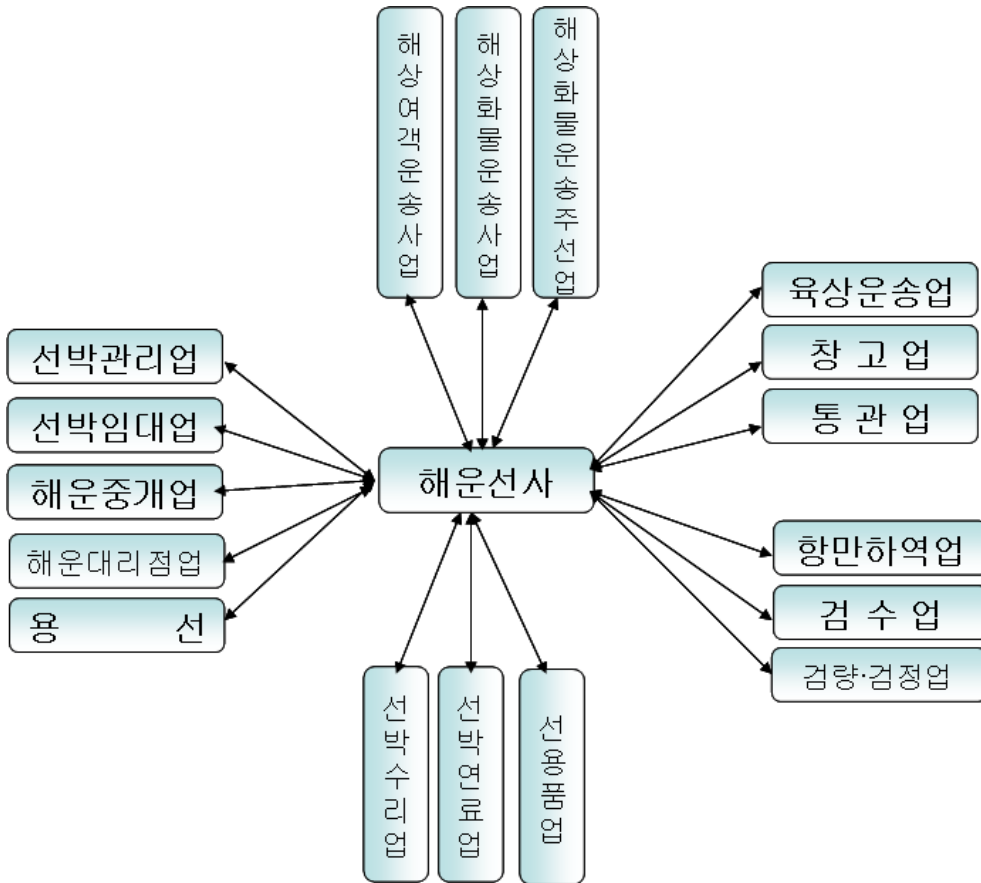 해상여객운송사업
해상화물운송사업
해상화물운송주선업
선박관리업
선박임대업
해운중개업
해운대리점업
용 선
해운선사
육상운송업
창 고 업
통 관 업
항만하역업
검 수 업
검량·검정업
선박수리업
선박연료업
선용품업